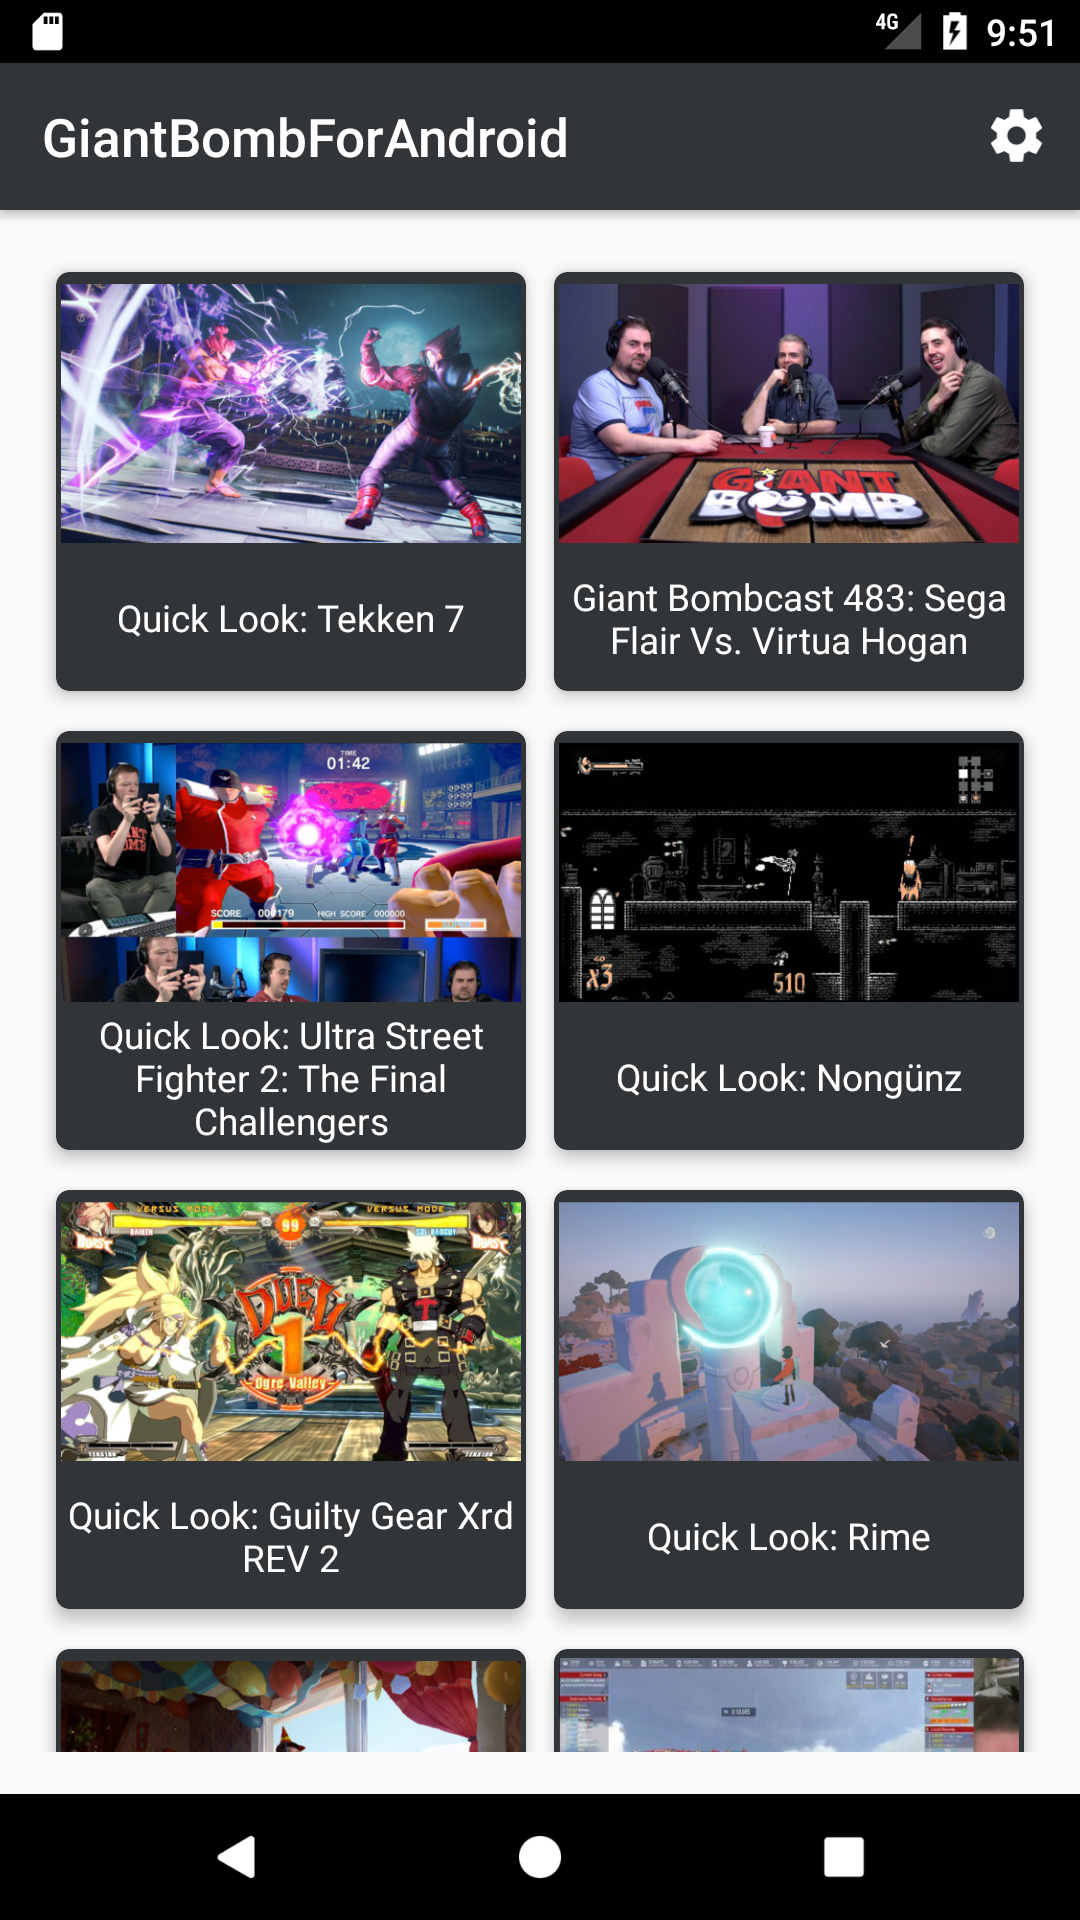 4G 9:51
GiantBombForAndroid
GIANT
BOMB
Quick Look: Tekken 7
Giant Bombcast 483: Sega
Flair Vs. Virtua Hogan
TIME
01:42
SCORE
HIGH SCORE 000000
x3
510
Quick Look: Ultra Street
Fighter 2: The Final
Challengers
Quick Look: Nongünz
VERSUS MODE 99 VERSUS MODE
BAIKEN
DUEL
1
Ogre Valley
TENSION TENSION
Quick Look: Guilty Gear Xrd
REV 2
Quick Look: Rime